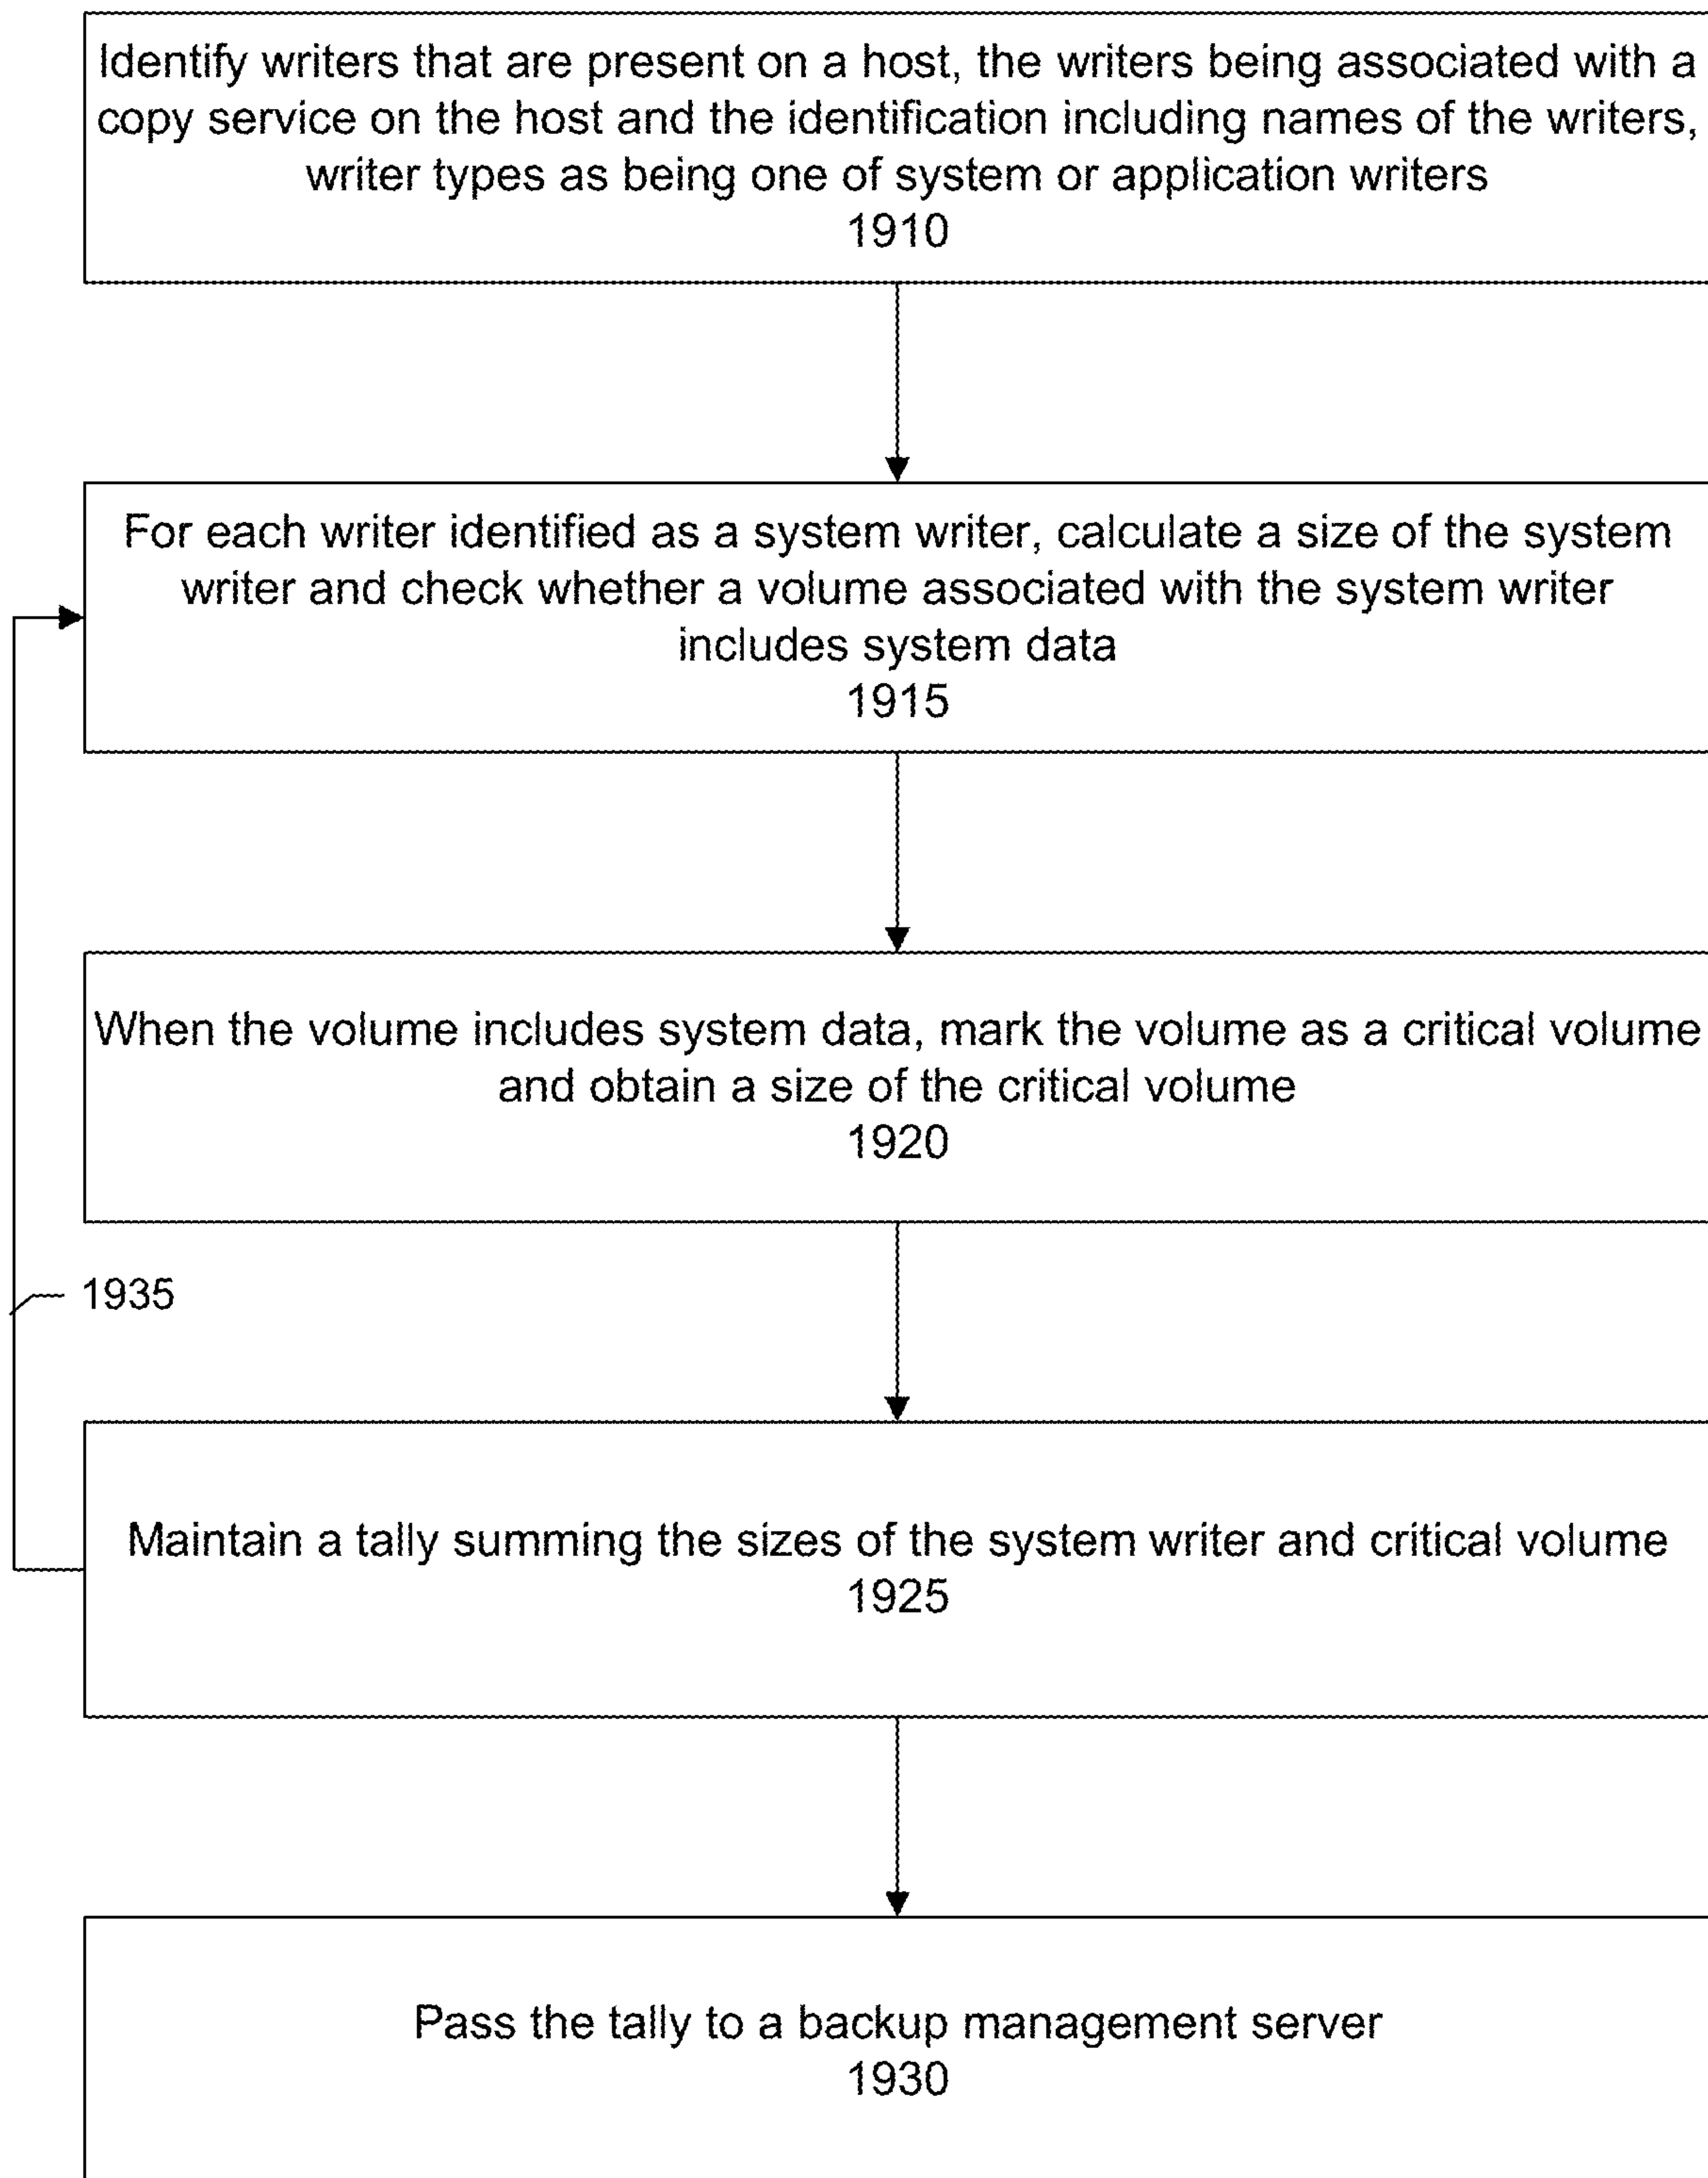 Identify writers that are present on a host, the writers being associated with a
copy service on the host and the identification including names of the writers,
writer types as being one of system or application writers
1910
For each writer identified as a system writer, calculate a size of the system
writer and check whether a volume associated with the system writer
includes system data
1915
When the volume includes system data, mark the volume as a critical volume
and obtain a size of the critical volume
1920
1935
Maintain a tally summing the sizes of the system writer and critical volume
1925
Pass the tally to a backup management server
1930